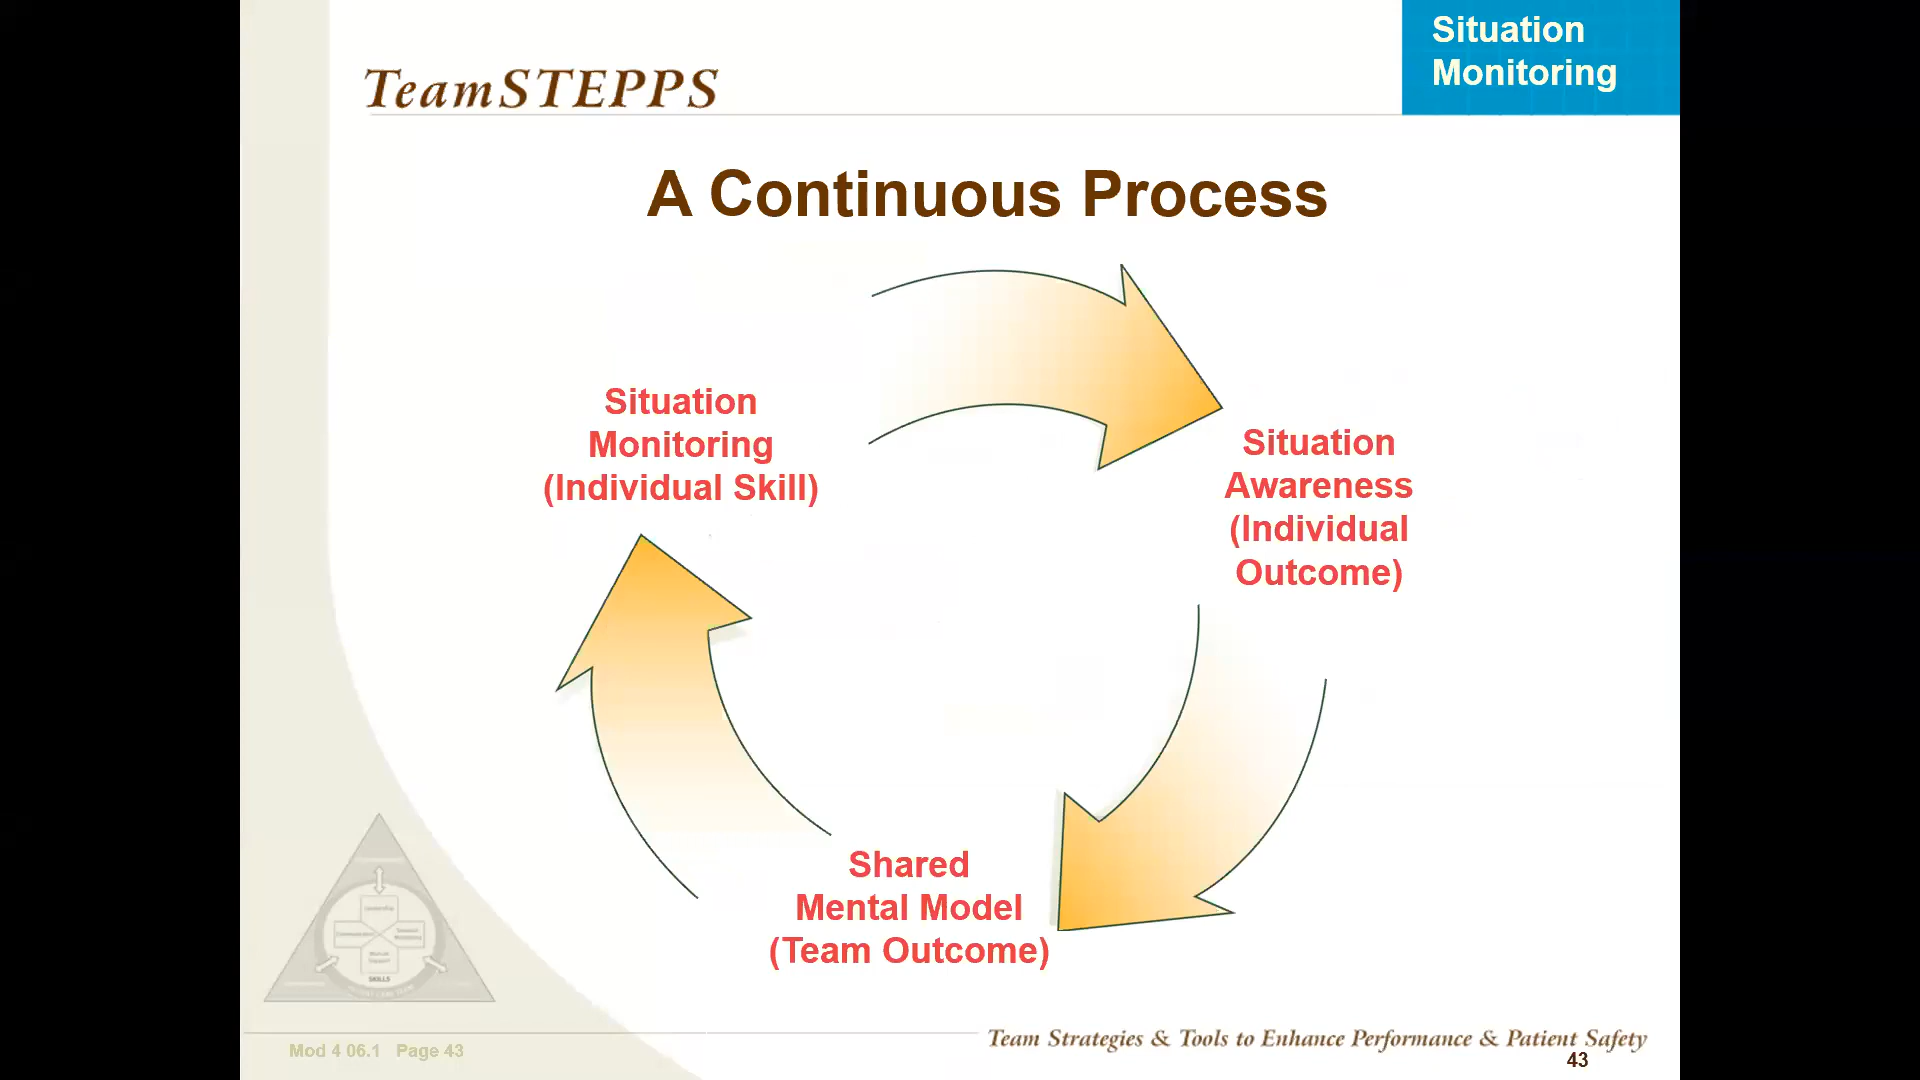 Situation
Monitoring
TeamSTEPPS
A Continuous Process
Situation
Monitoring
(Individual Skill)
Situation
Awareness
(Individual
Outcome)
Shared
Mental Model
(Team Outcome)
SKILLS
Team Strategies & Tools to Enhance Performance & Patient Safety
Mod 4 06.1 Page 43
43